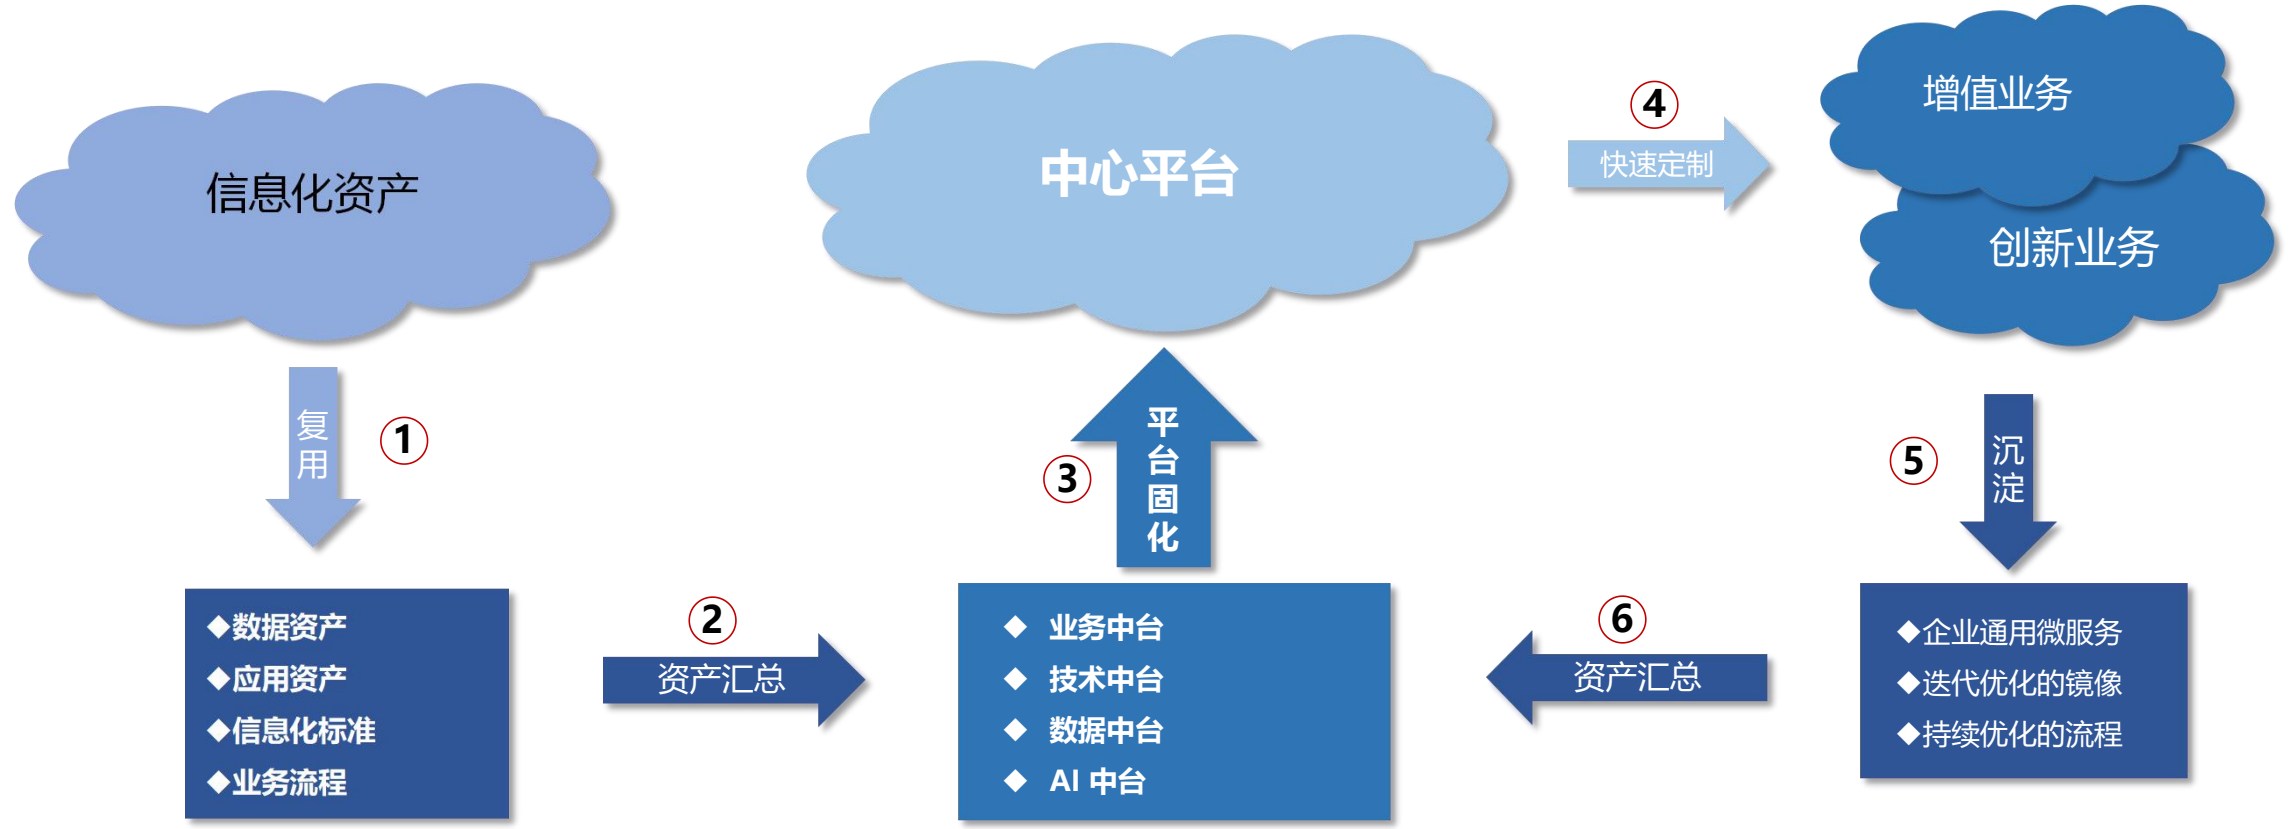 信息化资产
复用
①
◆数据资产
◆应用资产
◆信息化标准
◆业务流程
②
资产汇总
中心平台
③
平台固化
◆ 业务中台
◆ 技术中台
◆ 数据中台
◆ AI 中台
④
快速定制
增值业务
创新业务
⑤
沉淀
⑥
资产汇总
◆企业通用微服务
◆迭代优化的镜像
◆持续优化的流程